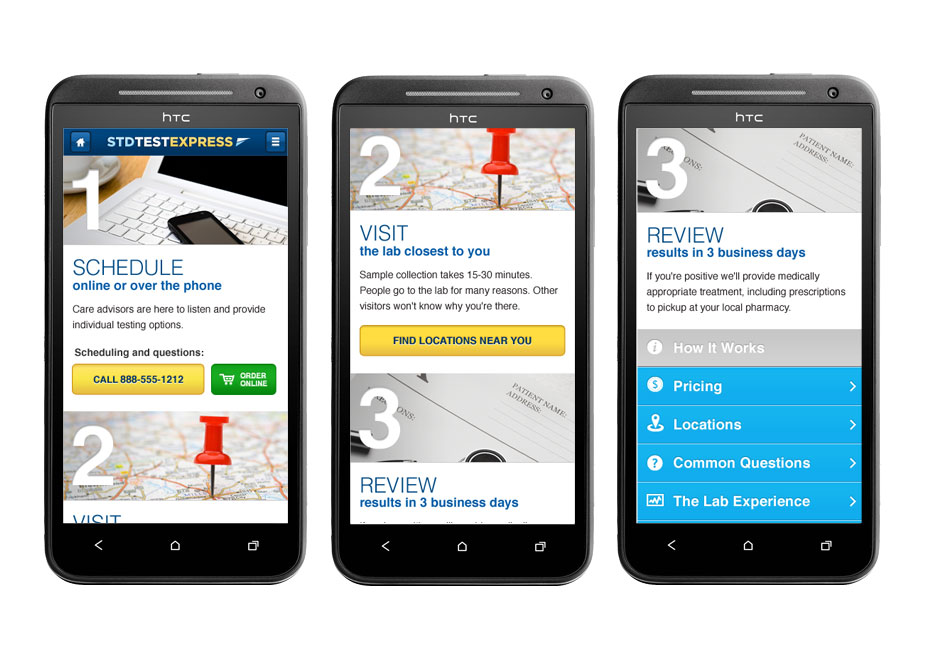 hTC
STDTESTEXPRESS
1
SCHEDULE
online or over the phone
Care advisors are here to listen and provide
individual testing options.
Scheduling and questions:
CALL 888-555-1212
ORDER
ONLINE
2
VISIT
hTC
2
VISIT
the lab closest to you
Sample collection takes 15-30 minutes.
People go to the lab for many reasons. Other
visitors won't know why you're there.
FIND LOCATIONS NEAR YOU
PATIENT NAME:
ADDRESS:
3
REVIEW
results in 3 business days
hTC
PATIENT NAME:
ADDRESS:
3
REVIEW
results in 3 business days
If you're positive we'll provide medically
appropriate treatment, including prescriptions
to pickup at your local pharmacy.
How It Works
Pricing
Locations
Common Questions
The Lab Experience